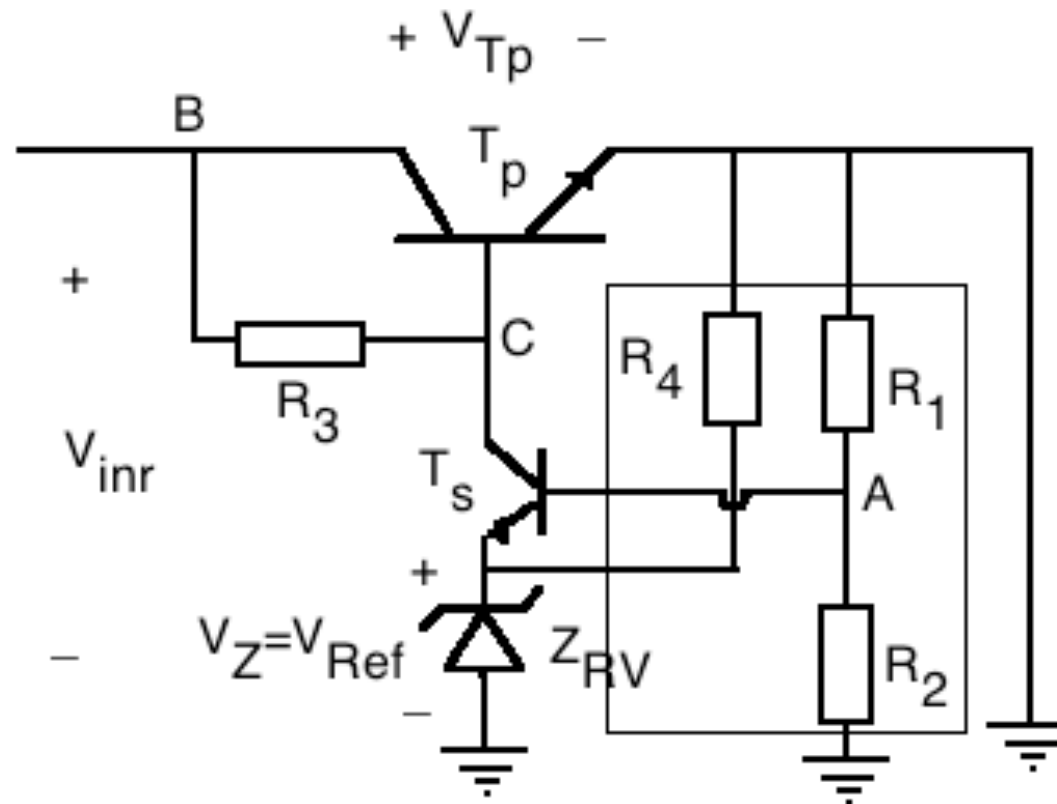 + V_Tp –
B
T_p
+
C
R_4
R_1
R_3
V_inr
T_s
A
+
V_Z=V_Ref
Z_RV
R_2
–
–